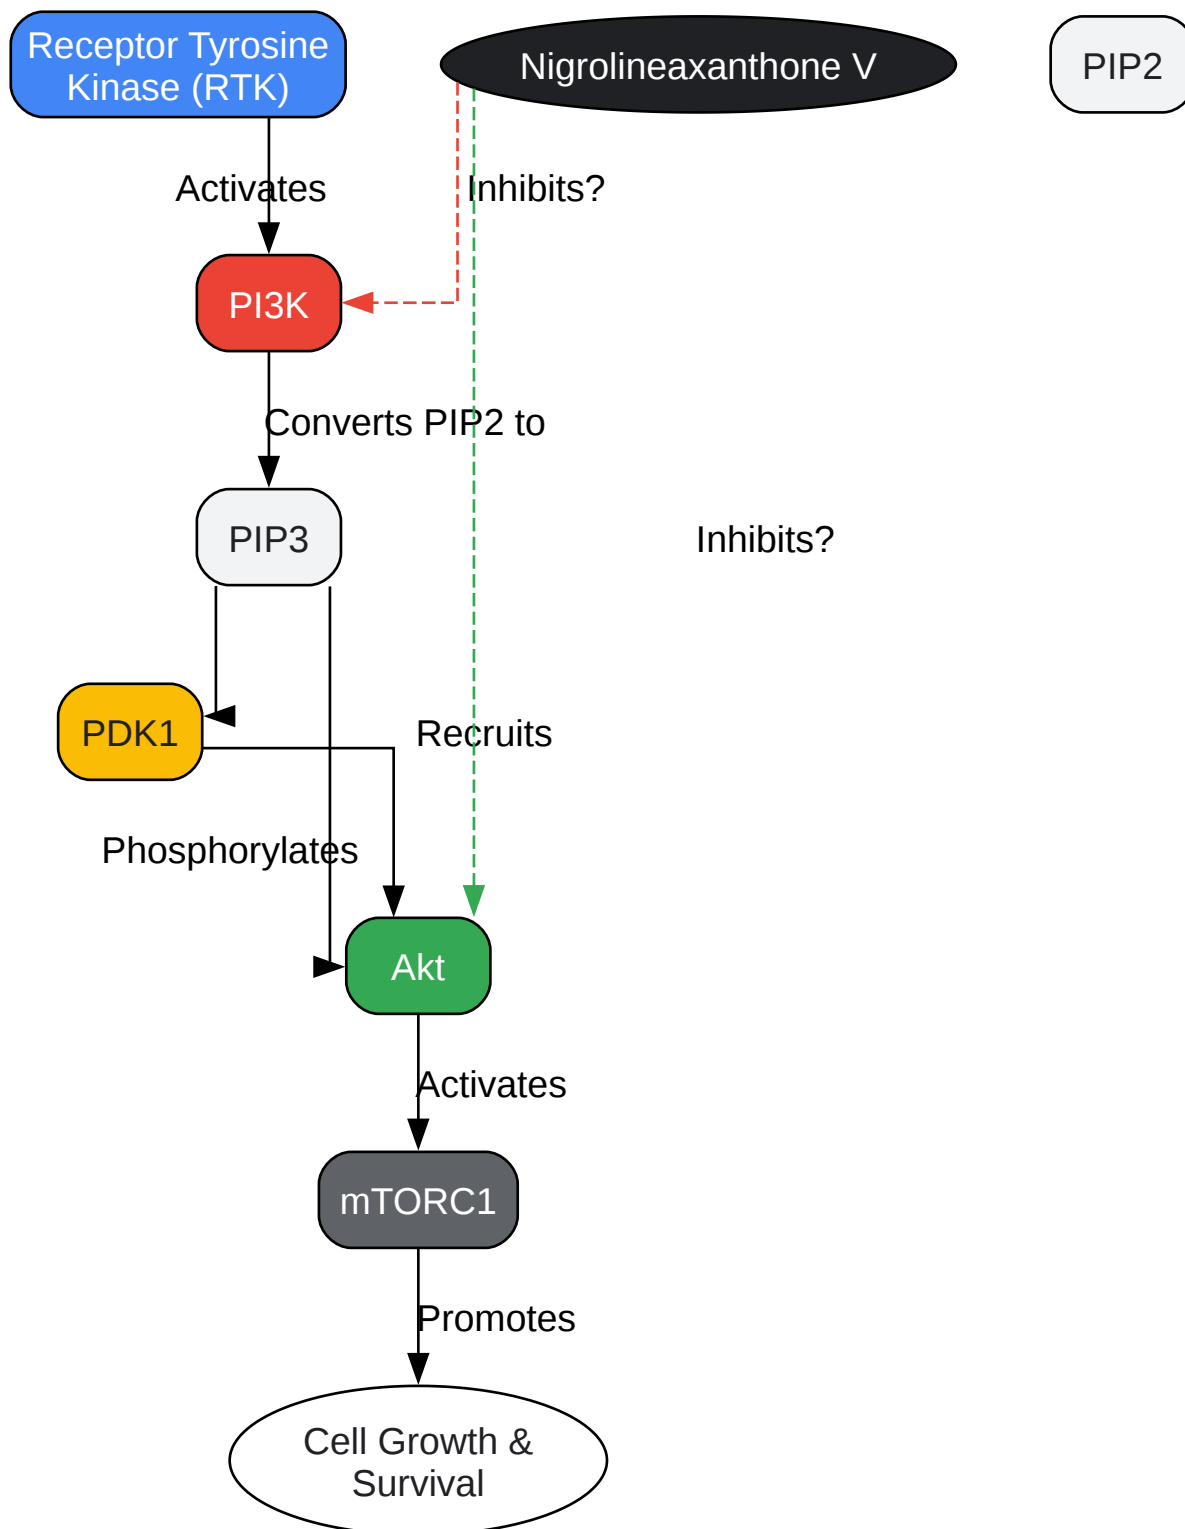 Receptor Tyrosine
Kinase (RTK)
Nigrolineaxanthone V
PIP2
Activates
Inhibits?
PI3K
Converts PIP2 to
PIP3
Inhibits?
PDK1
Recruits
Phosphorylates
Akt
Activates
mTORC1
Promotes
Cell Growth &
Survival